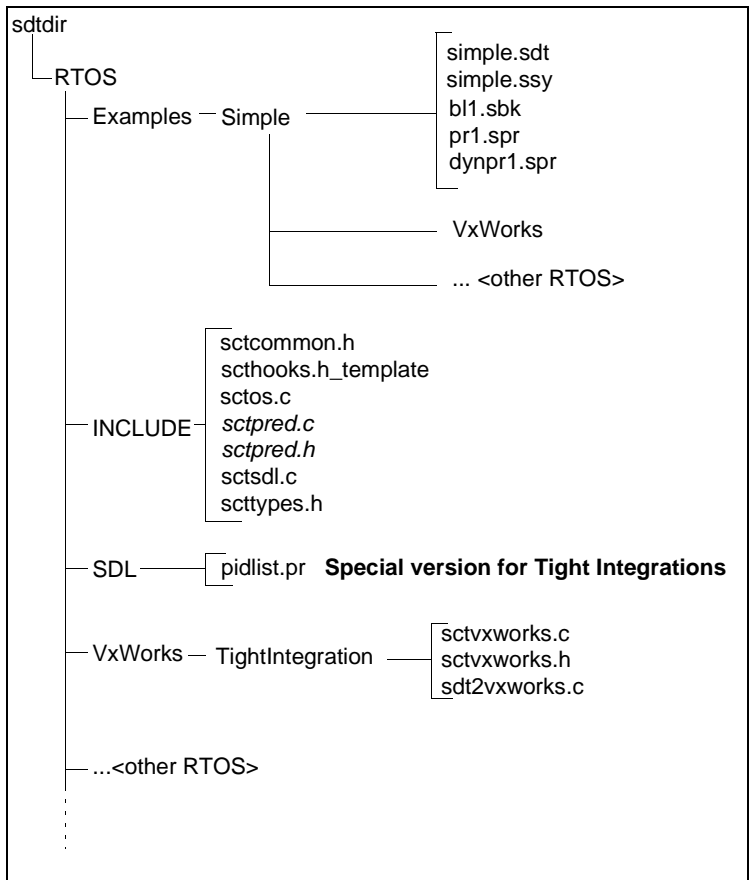 sdtdir
RTOS
Examples
Simple
simple.sdt
simple.ssy
bl1.sbk
pr1.spr
dynpr1.spr
VxWorks
... <other RTOS>
INCLUDE
sctcommon.h
scthooks.h_template
sctos.c
sctpred.c
sctpred.h
sctsdl.c
scttypes.h
SDL
pidlist.pr Special version for Tight Integrations
VxWorks
TightIntegration
sctvxworks.c
sctvxworks.h
sdt2vxworks.c
...<other RTOS>